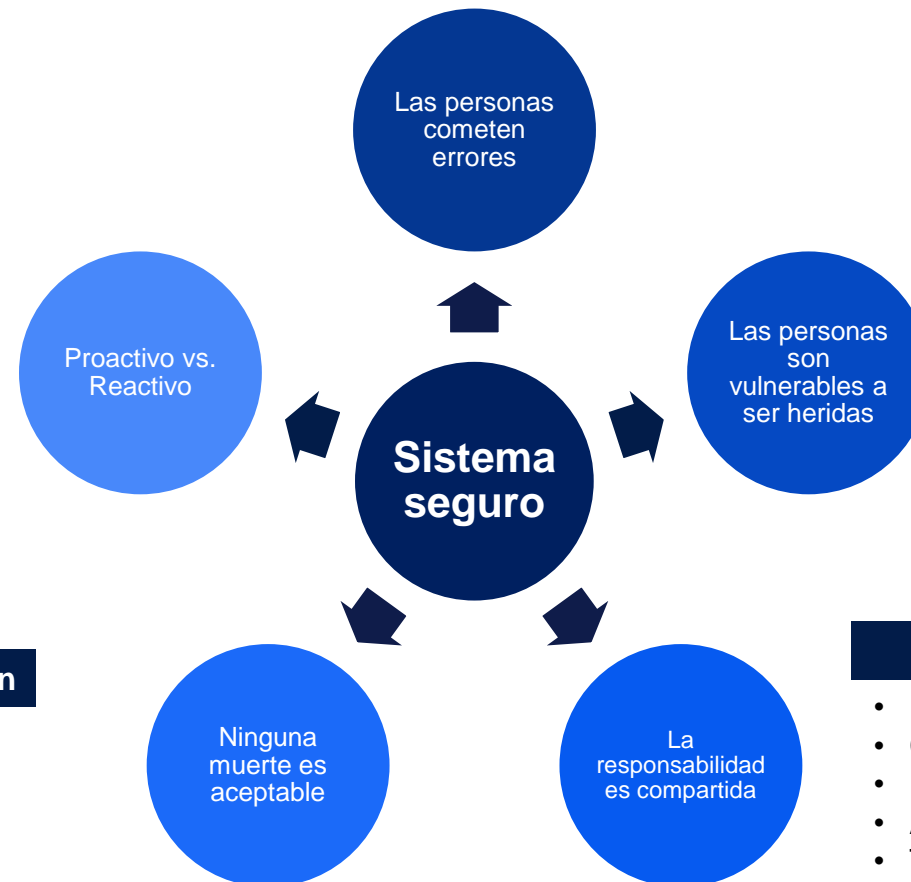 Las personas
cometen
errores
Proactivo vs.
Reactivo
Las personas
son
vulnerables a
ser heridas
Sistema
seguro
Ninguna
muerte es
aceptable
La
responsabilidad
es compartida